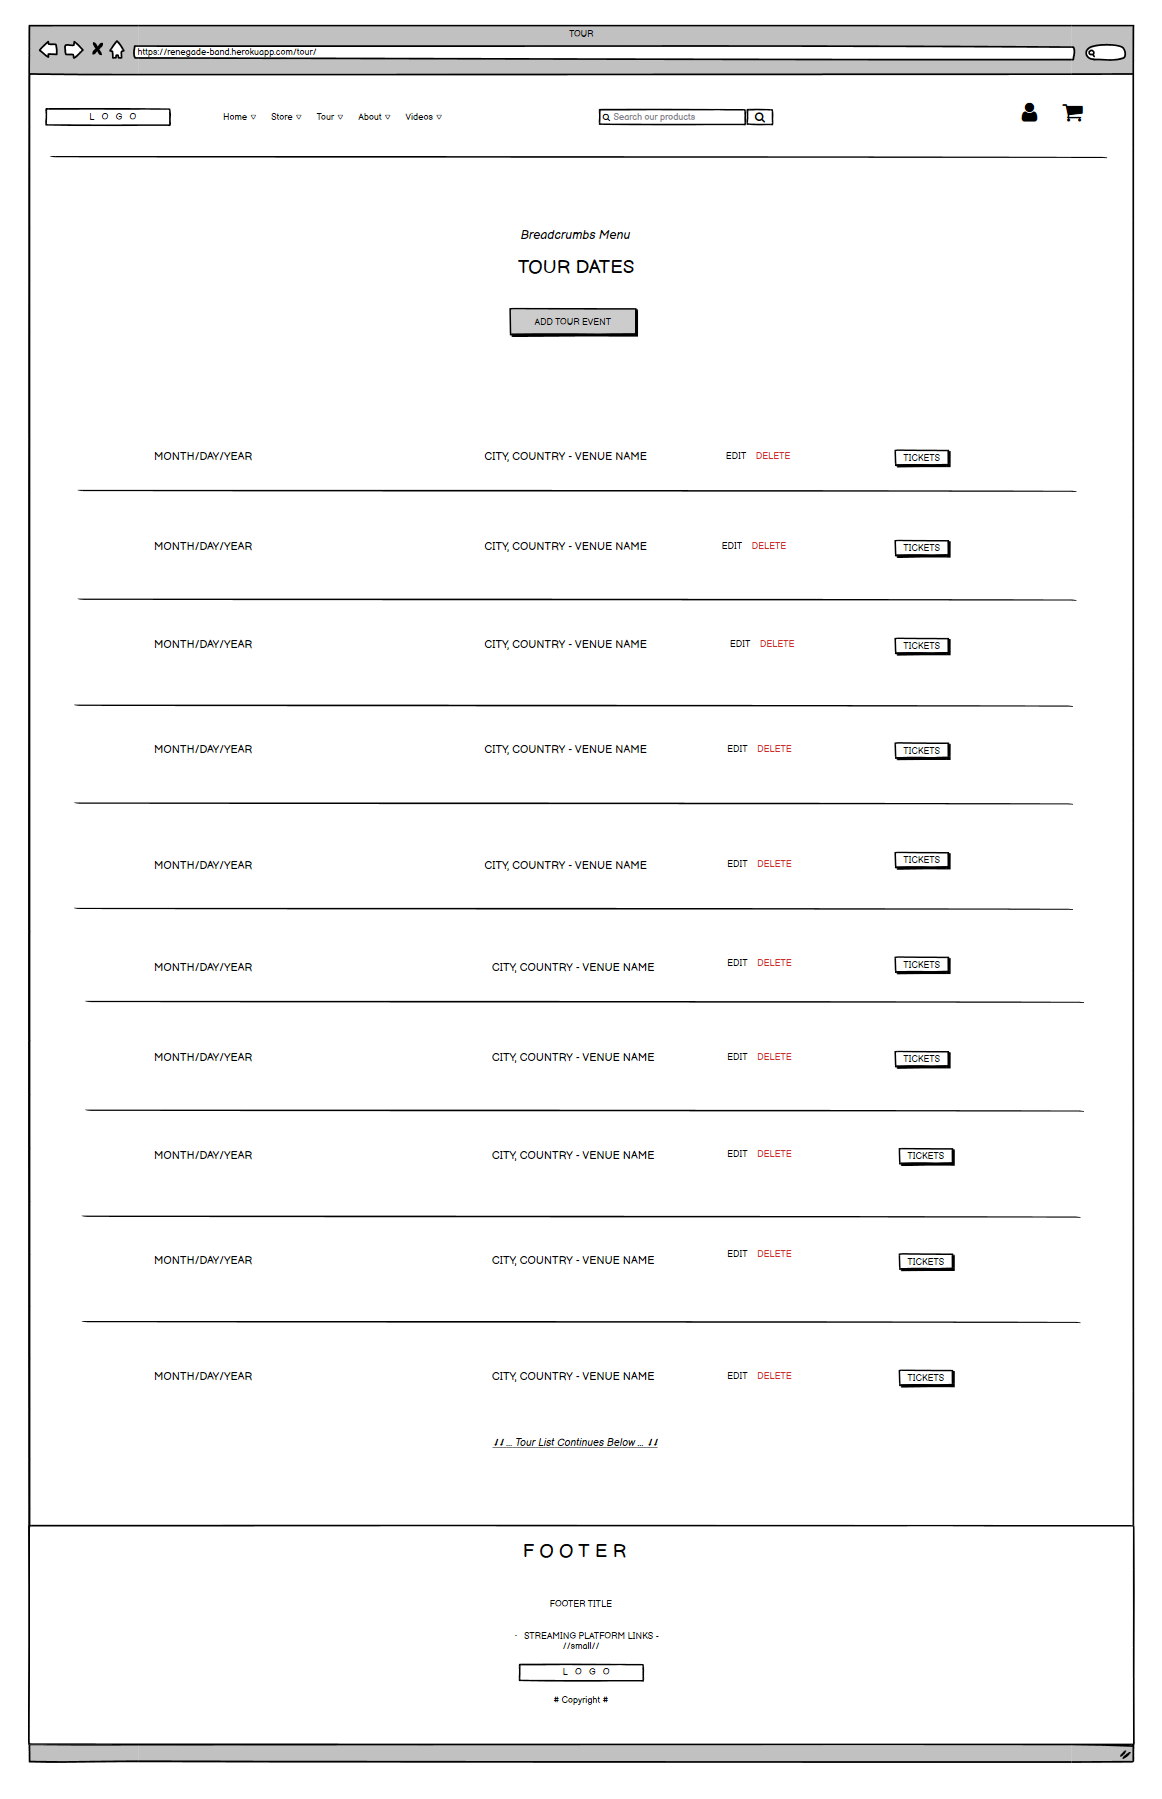 TOUR
https://renegade-band.herokuapp.com/tour/
LOGO Home Store Tour About Videos Search our products
Breadcrumbs Menu
TOUR DATES
ADD TOUR EVENT
MONTH/DAY/YEAR CITY, COUNTRY - VENUE NAME EDIT DELETE TICKETS
MONTH/DAY/YEAR CITY, COUNTRY - VENUE NAME EDIT DELETE TICKETS
MONTH/DAY/YEAR CITY, COUNTRY - VENUE NAME EDIT DELETE TICKETS
MONTH/DAY/YEAR CITY, COUNTRY - VENUE NAME EDIT DELETE TICKETS
MONTH/DAY/YEAR CITY, COUNTRY - VENUE NAME EDIT DELETE TICKETS
MONTH/DAY/YEAR CITY, COUNTRY - VENUE NAME EDIT DELETE TICKETS
MONTH/DAY/YEAR CITY, COUNTRY - VENUE NAME EDIT DELETE TICKETS
MONTH/DAY/YEAR CITY, COUNTRY - VENUE NAME EDIT DELETE TICKETS
MONTH/DAY/YEAR CITY, COUNTRY - VENUE NAME EDIT DELETE TICKETS
MONTH/DAY/YEAR CITY, COUNTRY - VENUE NAME EDIT DELETE TICKETS
↓↓ ... Tour List Continues Below ... ↓↓
FOOTER
FOOTER TITLE
- STREAMING PLATFORM LINKS -
//small//
LOGO
# Copyright #